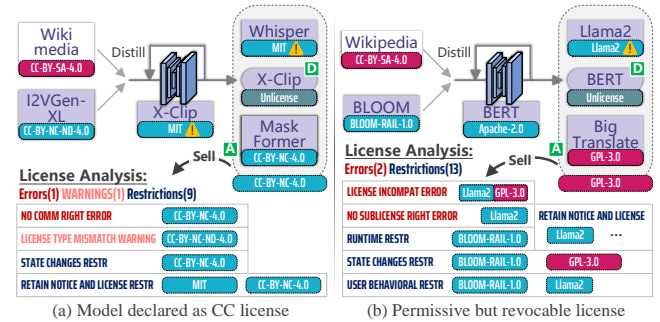 Wiki
media
CC-BY-SA-4.0
I2VGen-
XL
CC-BY-NC-ND-4.0
Distill
X-Clip
MIT
Whisper
MIT
D
X-Clip
Unlicense
Mask
Former
CC-BY-NC-4.0
A
CC-BY-NC-4.0
Sell
License Analysis:
Errors(1) WARNINGS(1) Restrictions(9)
NO COMM RIGHT ERROR CC-BY-NC-4.0
LICENSE TYPE MISMATCH WARNING CC-BY-NC-ND-4.0
STATE CHANGES RESTR CC-BY-NC-4.0
RETAIN NOTICE AND LICENSE RESTR MIT CC-BY-NC-4.0
(a) Model declared as CC license
Wikipedia
CC-BY-SA-4.0
BLOOM
BLOOM-RAIL-1.0
Distill
BERT
Apache-2.0
Llama2
Llama2
D
BERT
Unlicense
Big
Translate
GPL-3.0
A
GPL-3.0
Sell
License Analysis:
Errors(2) Restrictions(13)
LICENSE INCOMPAT ERROR Llama2 GPL-3.0
NO SUBLICENSE RIGHT ERROR Llama2
RETAIN NOTICE AND LICENSE
Llama2 ...
RUNTIME RESTR BLOOM-RAIL-1.0
STATE CHANGES RESTR BLOOM-RAIL-1.0 GPL-3.0
USER BEHAVIORAL RESTR BLOOM-RAIL-1.0 Llama2
(b) Permissive but revocable license